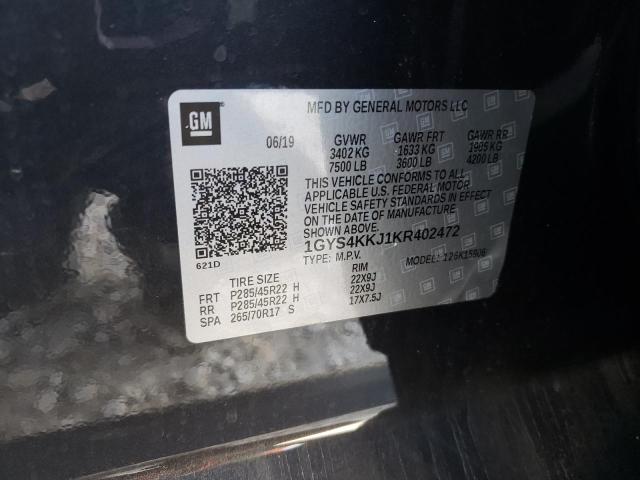 GM
MFD BY GENERAL MOTORS LLC
06/19 GVWR GAWR FRT GAWR RR
3402 KG 1633 KG 1905 KG
7500 LB 3600 LB 4200 LB
THIS VEHICLE CONFORMS TO ALL
APPLICABLE U.S. FEDERAL MOTOR
VEHICLE SAFETY STANDARDS IN EFFECT
ON THE DATE OF MANUFACTURE
SHOWN ABOVE.
1GYS4KKJ1KR402472
621D TYPE: M.P.V. MODEL: 126K15906
TIRE SIZE RIM
FRT P285/45R22 H 22X9J
RR P285/45R22 H 22X9J
SPA 265/70R17 S 17X7.5J